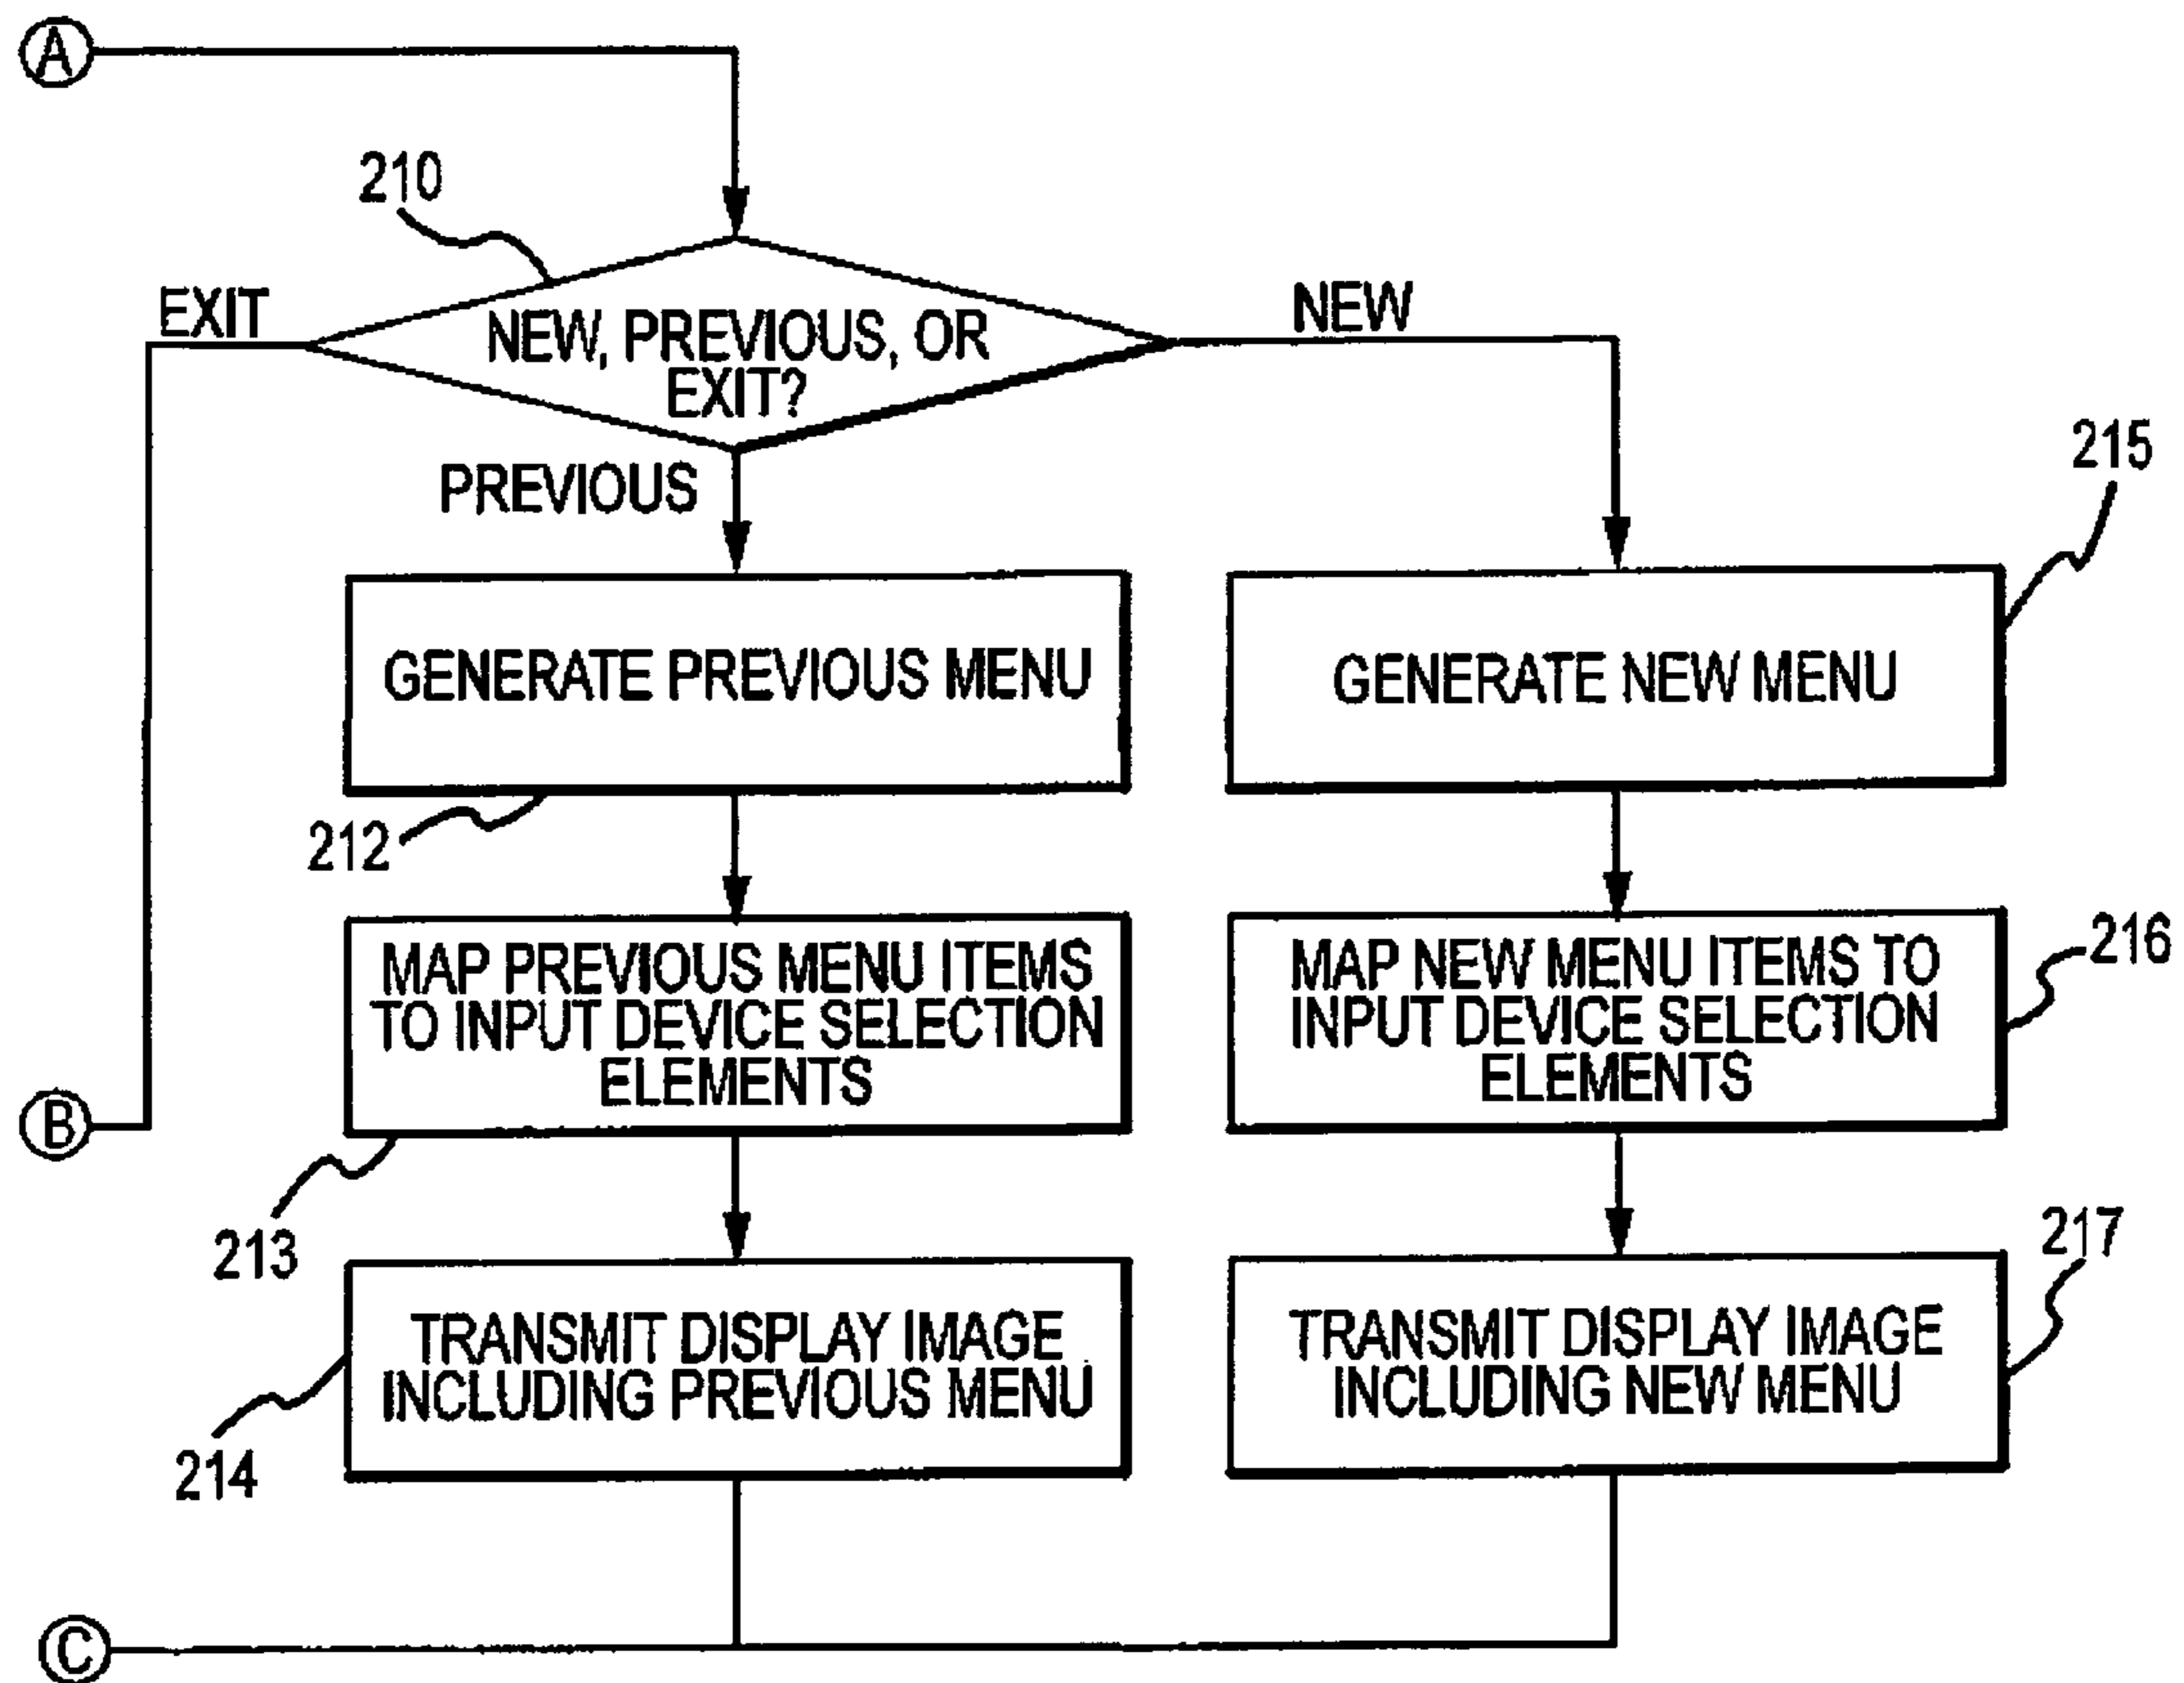 A
210
EXIT
NEW
NEW, PREVIOUS, OR
EXIT?
PREVIOUS
215
GENERATE PREVIOUS MENU
GENERATE NEW MENU
212
MAP PREVIOUS MENU ITEMS
TO INPUT DEVICE SELECTION
ELEMENTS
MAP NEW MENU ITEMS TO
INPUT DEVICE SELECTION
ELEMENTS
216
B
213
217
TRANSMIT DISPLAY IMAGE
INCLUDING PREVIOUS MENU
TRANSMIT DISPLAY IMAGE
INCLUDING NEW MENU
214
C